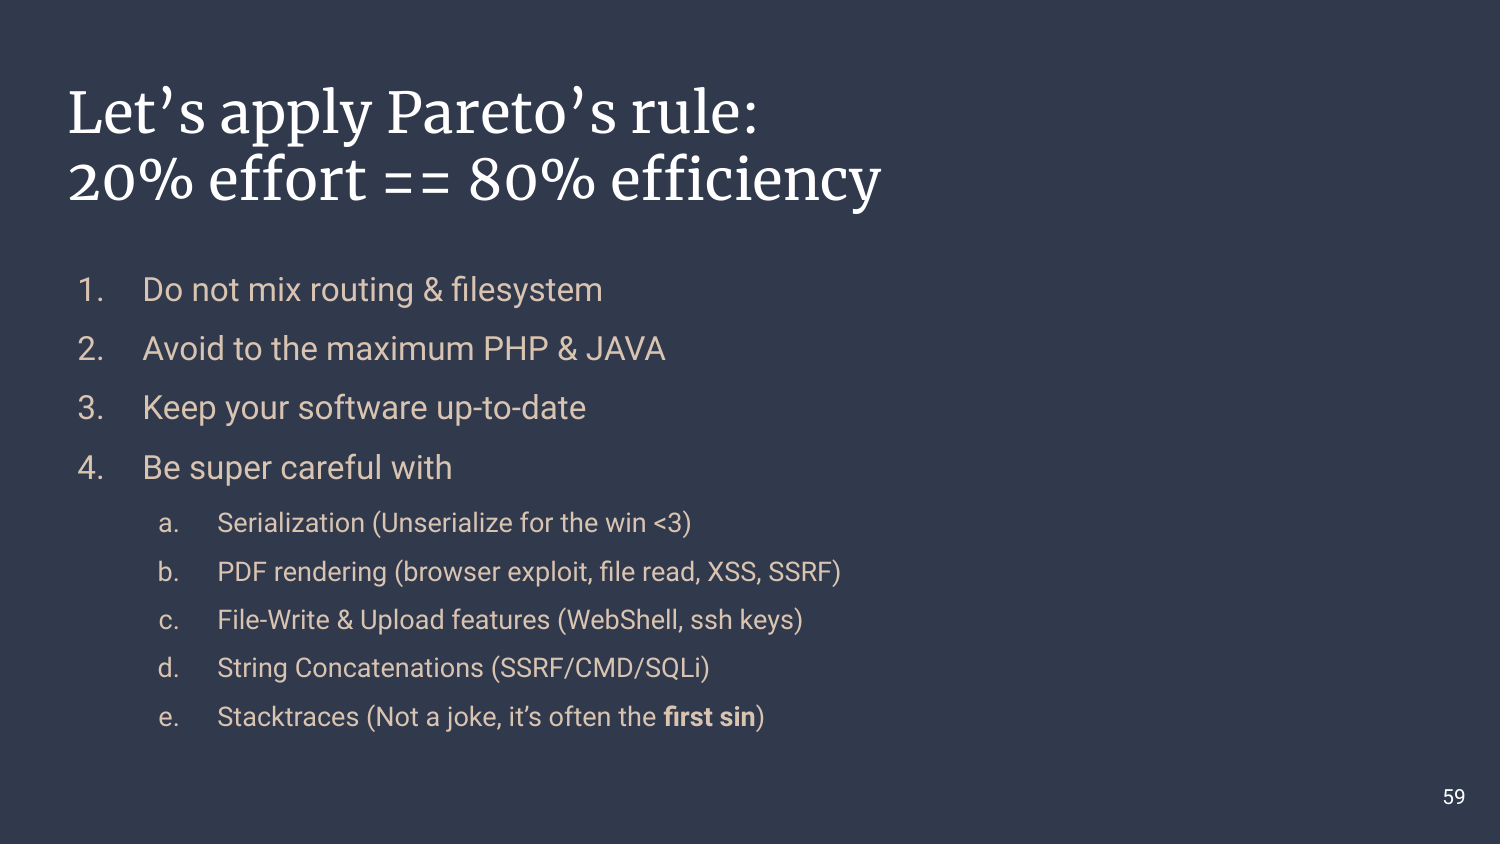 Let’s apply Pareto’s rule:
20% effort == 80% efficiency
1. Do not mix routing & filesystem
2. Avoid to the maximum PHP & JAVA
3. Keep your software up-to-date
4. Be super careful with
a. Serialization (Unserialize for the win <3)
b. PDF rendering (browser exploit, file read, XSS, SSRF)
c. File-Write & Upload features (WebShell, ssh keys)
d. String Concatenations (SSRF/CMD/SQLi)
e. Stacktraces (Not a joke, it’s often the first sin)
59